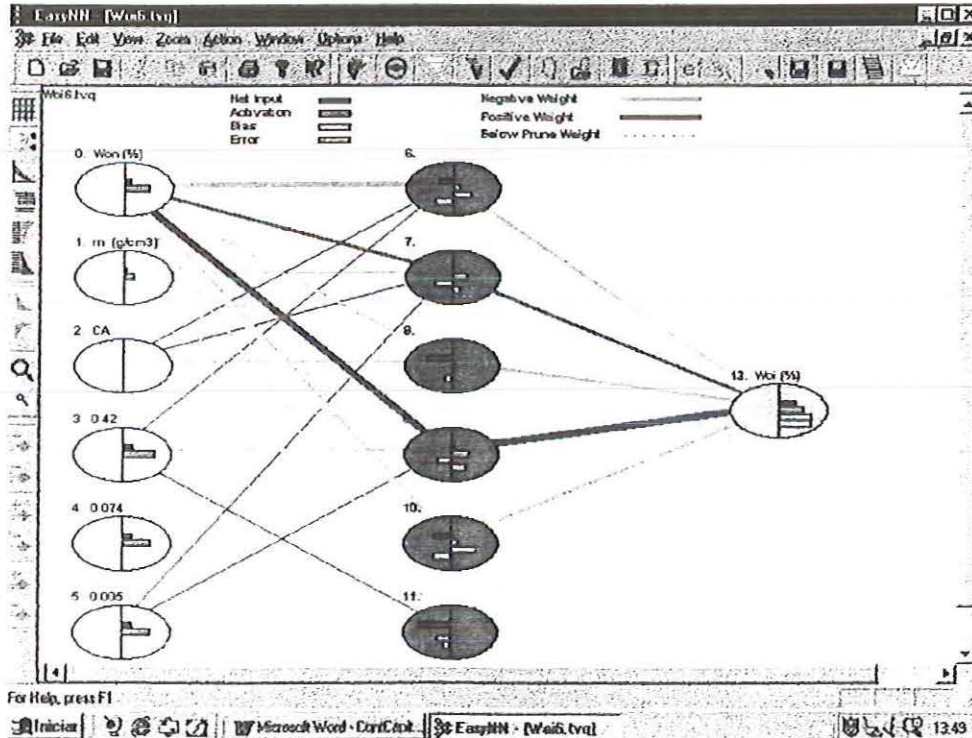 EasyNN - [Woi6.tvq]
File Edit View Zoom Action Window Options Help
Woi6.tvq
Net Input
Activation
Bias
Error
Negative Weight
Positive Weight
Below Prune Weight
0. Won (%)
1. rn (g/cm3)
2 CA
3 0.42
4 0.074
5 0.005
6.
7.
8.
10.
11.
13. Woi (%)
For Help, press F1
Iniciar
Microsoft Word -
EasyNN - [Woi6.tvq]
13:49